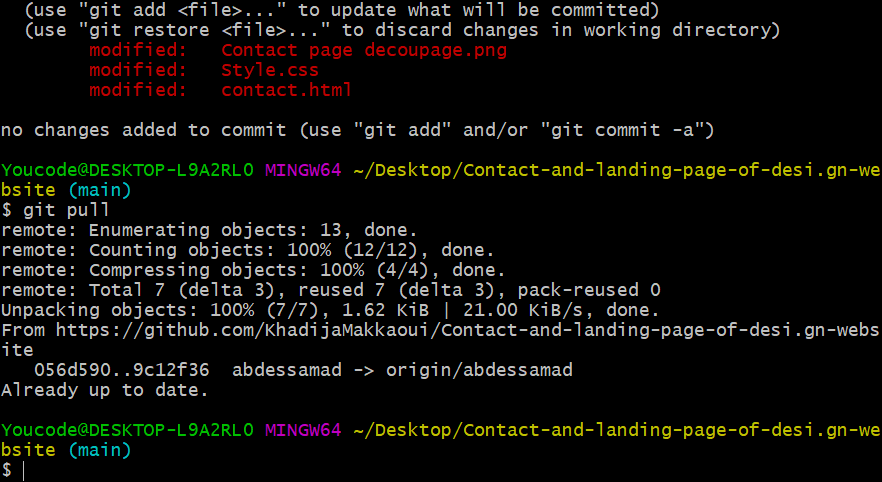 (use "git add <file>..." to update what will be committed)
(use "git restore <file>..." to discard changes in working directory)
modified:   Contact page decoupage.png
modified:   Style.css
modified:   contact.html
no changes added to commit (use "git add" and/or "git commit -a")
Youcode@DESKTOP-L9A2RL0 MINGW64 ~/Desktop/Contact-and-landing-page-of-desi.gn-we
bsite (main)
$ git pull
remote: Enumerating objects: 13, done.
remote: Counting objects: 100% (12/12), done.
remote: Compressing objects: 100% (4/4), done.
remote: Total 7 (delta 3), reused 7 (delta 3), pack-reused 0
Unpacking objects: 100% (7/7), 1.62 KiB | 21.00 KiB/s, done.
From https://github.com/KhadijaMakkaoui/Contact-and-landing-page-of-desi.gn-webs
ite
   056d590..9c12f36  abdessamad -> origin/abdessamad
Already up to date.
Youcode@DESKTOP-L9A2RL0 MINGW64 ~/Desktop/Contact-and-landing-page-of-desi.gn-we
bsite (main)
$